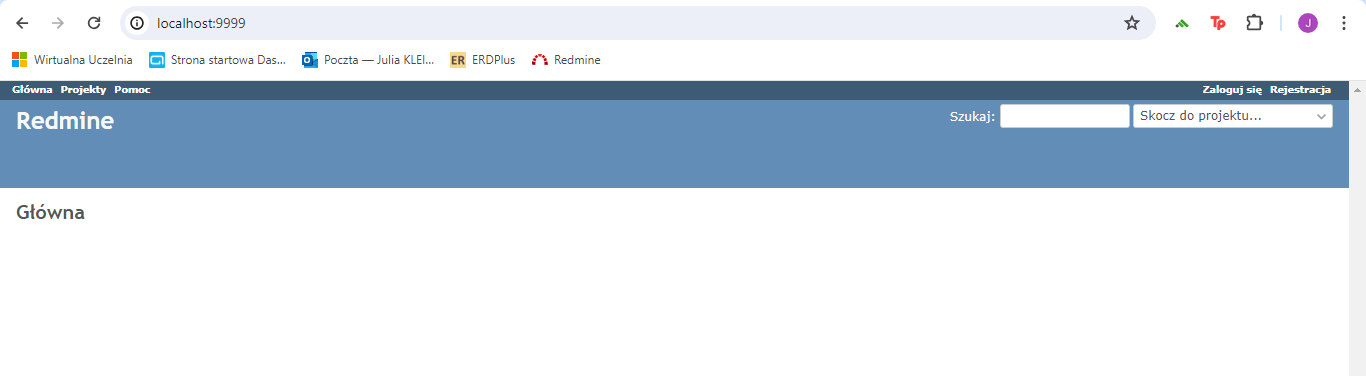 localhost:9999
J
Wirtualna Uczelnia Strona startowa Das... Poczta — Julia KLEI... ER ERDPlus Redmine
Główna Projekty Pomoc Zaloguj się Rejestracja
Redmine Szukaj: Skocz do projektu...
Główna